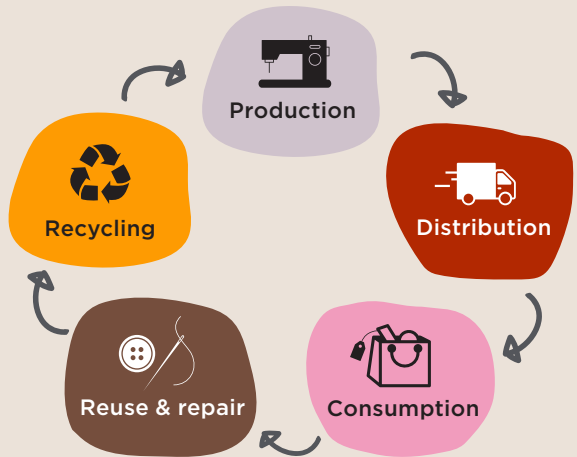 Production
Distribution
Consumption
Reuse & repair
Recycling